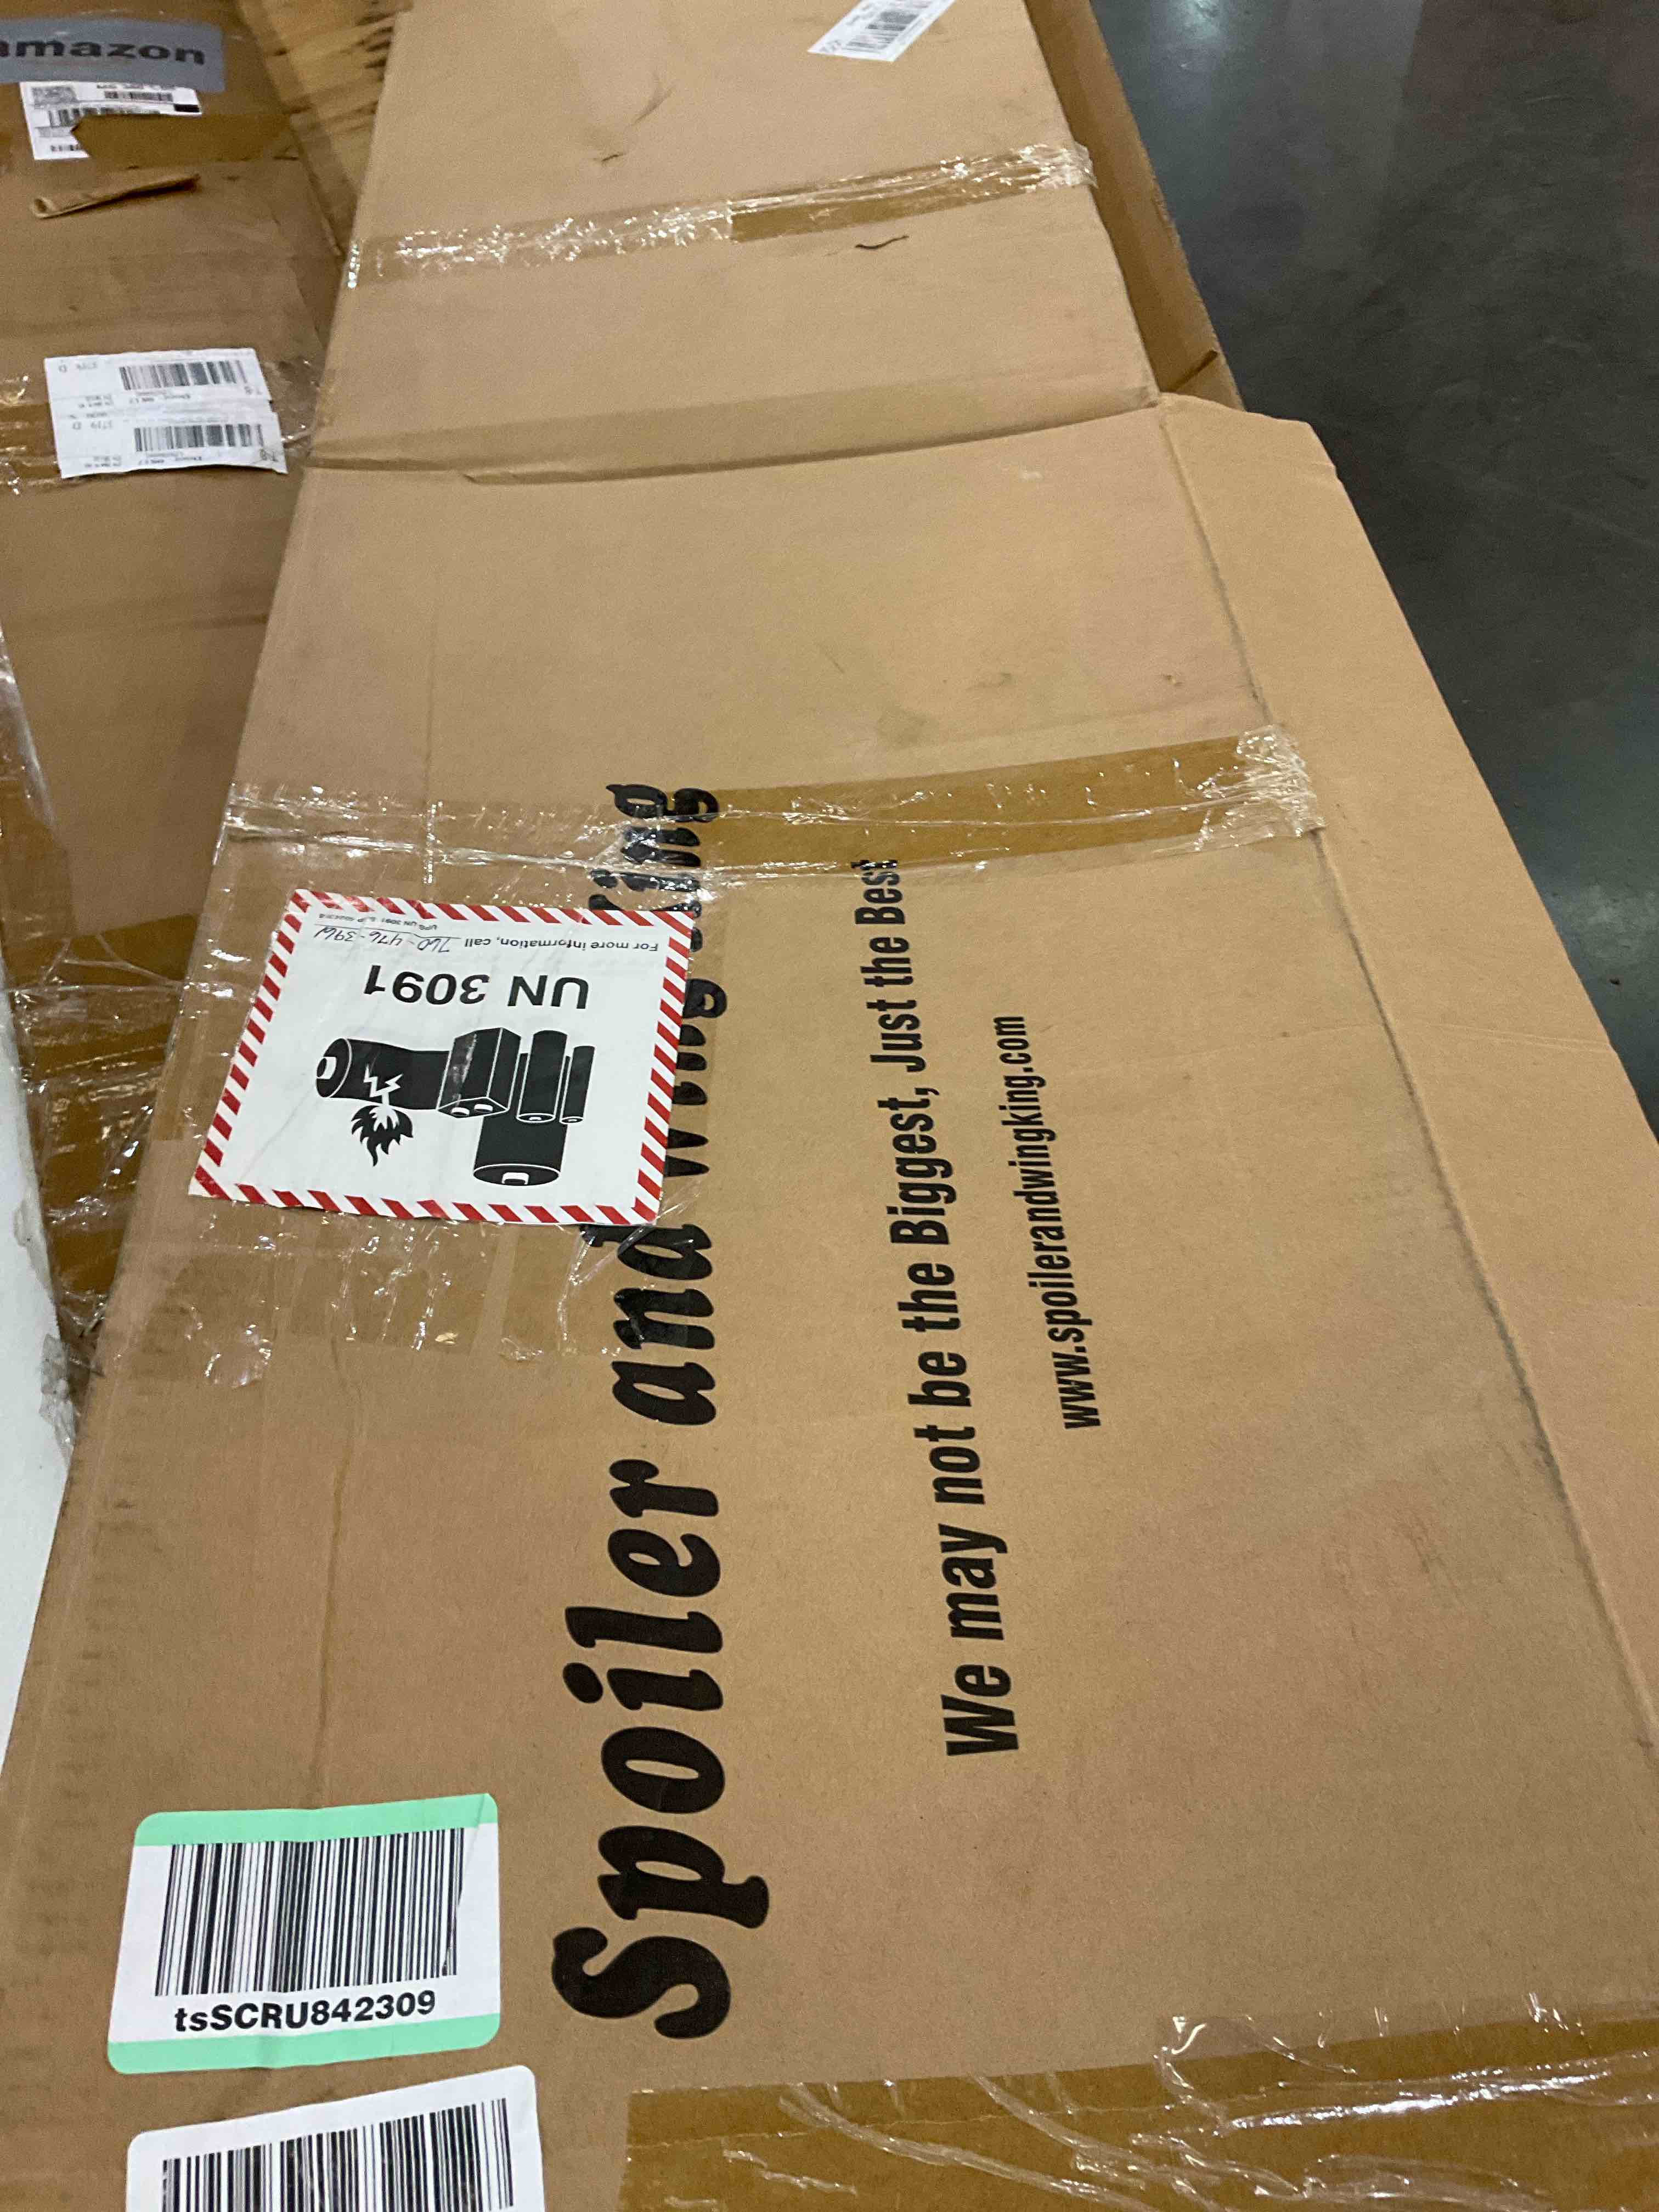 amazon
Spoiler and Wing King
We may not be the Biggest, Just the Best
www.spoilerandwingking.com
UN 3091
For more information, call 760-476-3961
tsSCRU842309